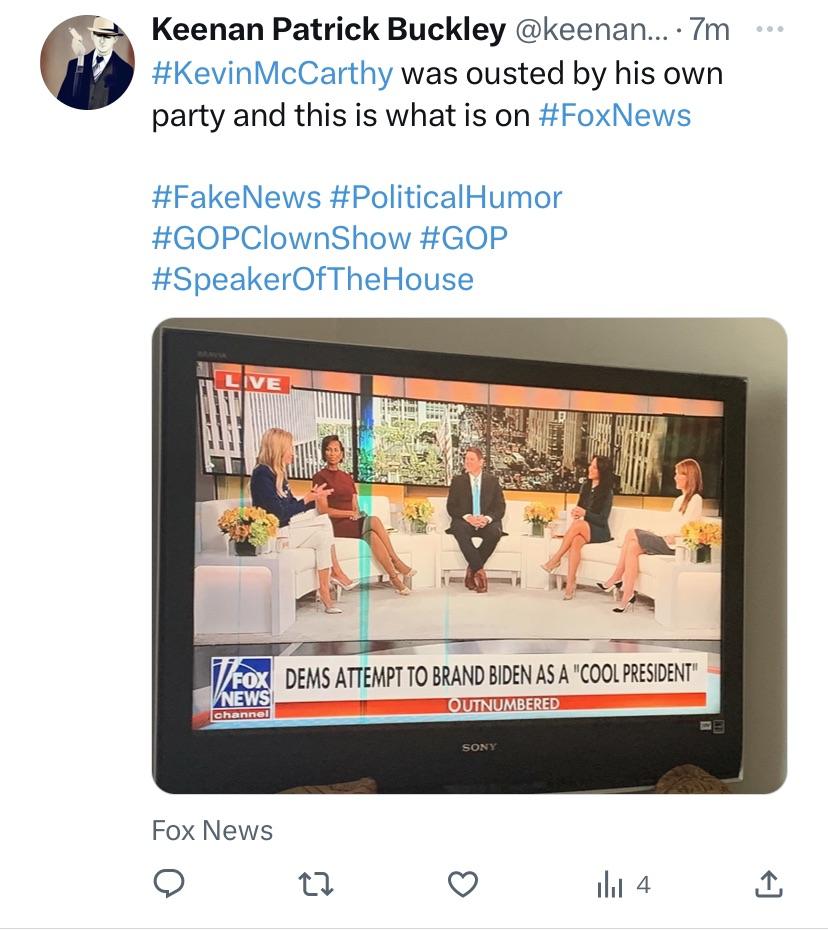 Keenan Patrick Buckley @keenan... · 7m
#KevinMcCarthy was ousted by his own
party and this is what is on #FoxNews
#FakeNews #PoliticalHumor
#GOPClownShow #GOP
#SpeakerOfTheHouse
BRAVIA
LIVE
FOX
NEWS
channel
DEMS ATTEMPT TO BRAND BIDEN AS A "COOL PRESIDENT"
OUTNUMBERED
SONY
Fox News
4